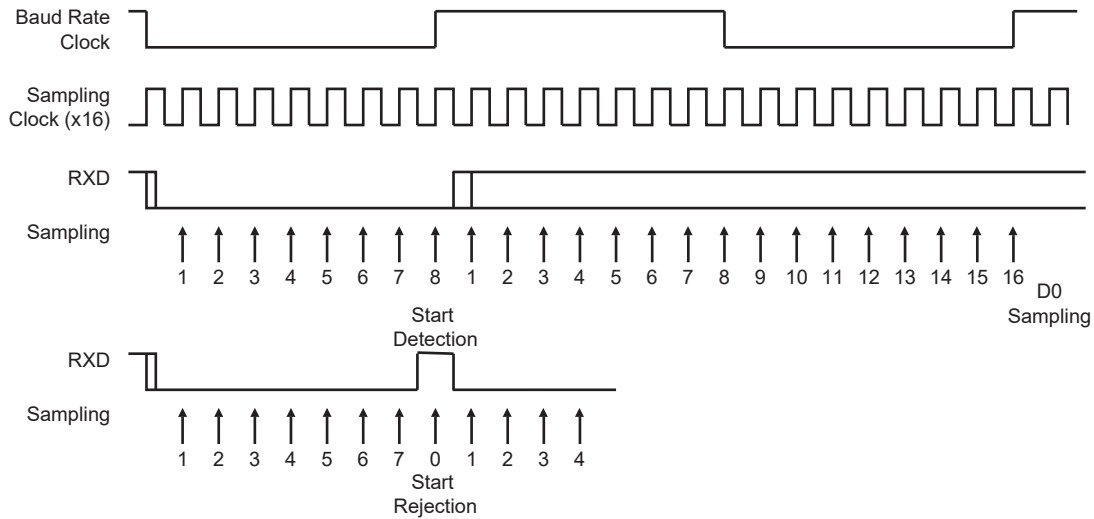 Baud Rate
Clock
Sampling
Clock (x16)
RXD
Sampling
1 2 3 4 5 6 7 8 1 2 3 4 5 6 7 8 9 10 11 12 13 14 15 16
D0
Sampling
Start
Detection
RXD
Sampling
1 2 3 4 5 6 7 0 1 2 3 4
Start
Rejection